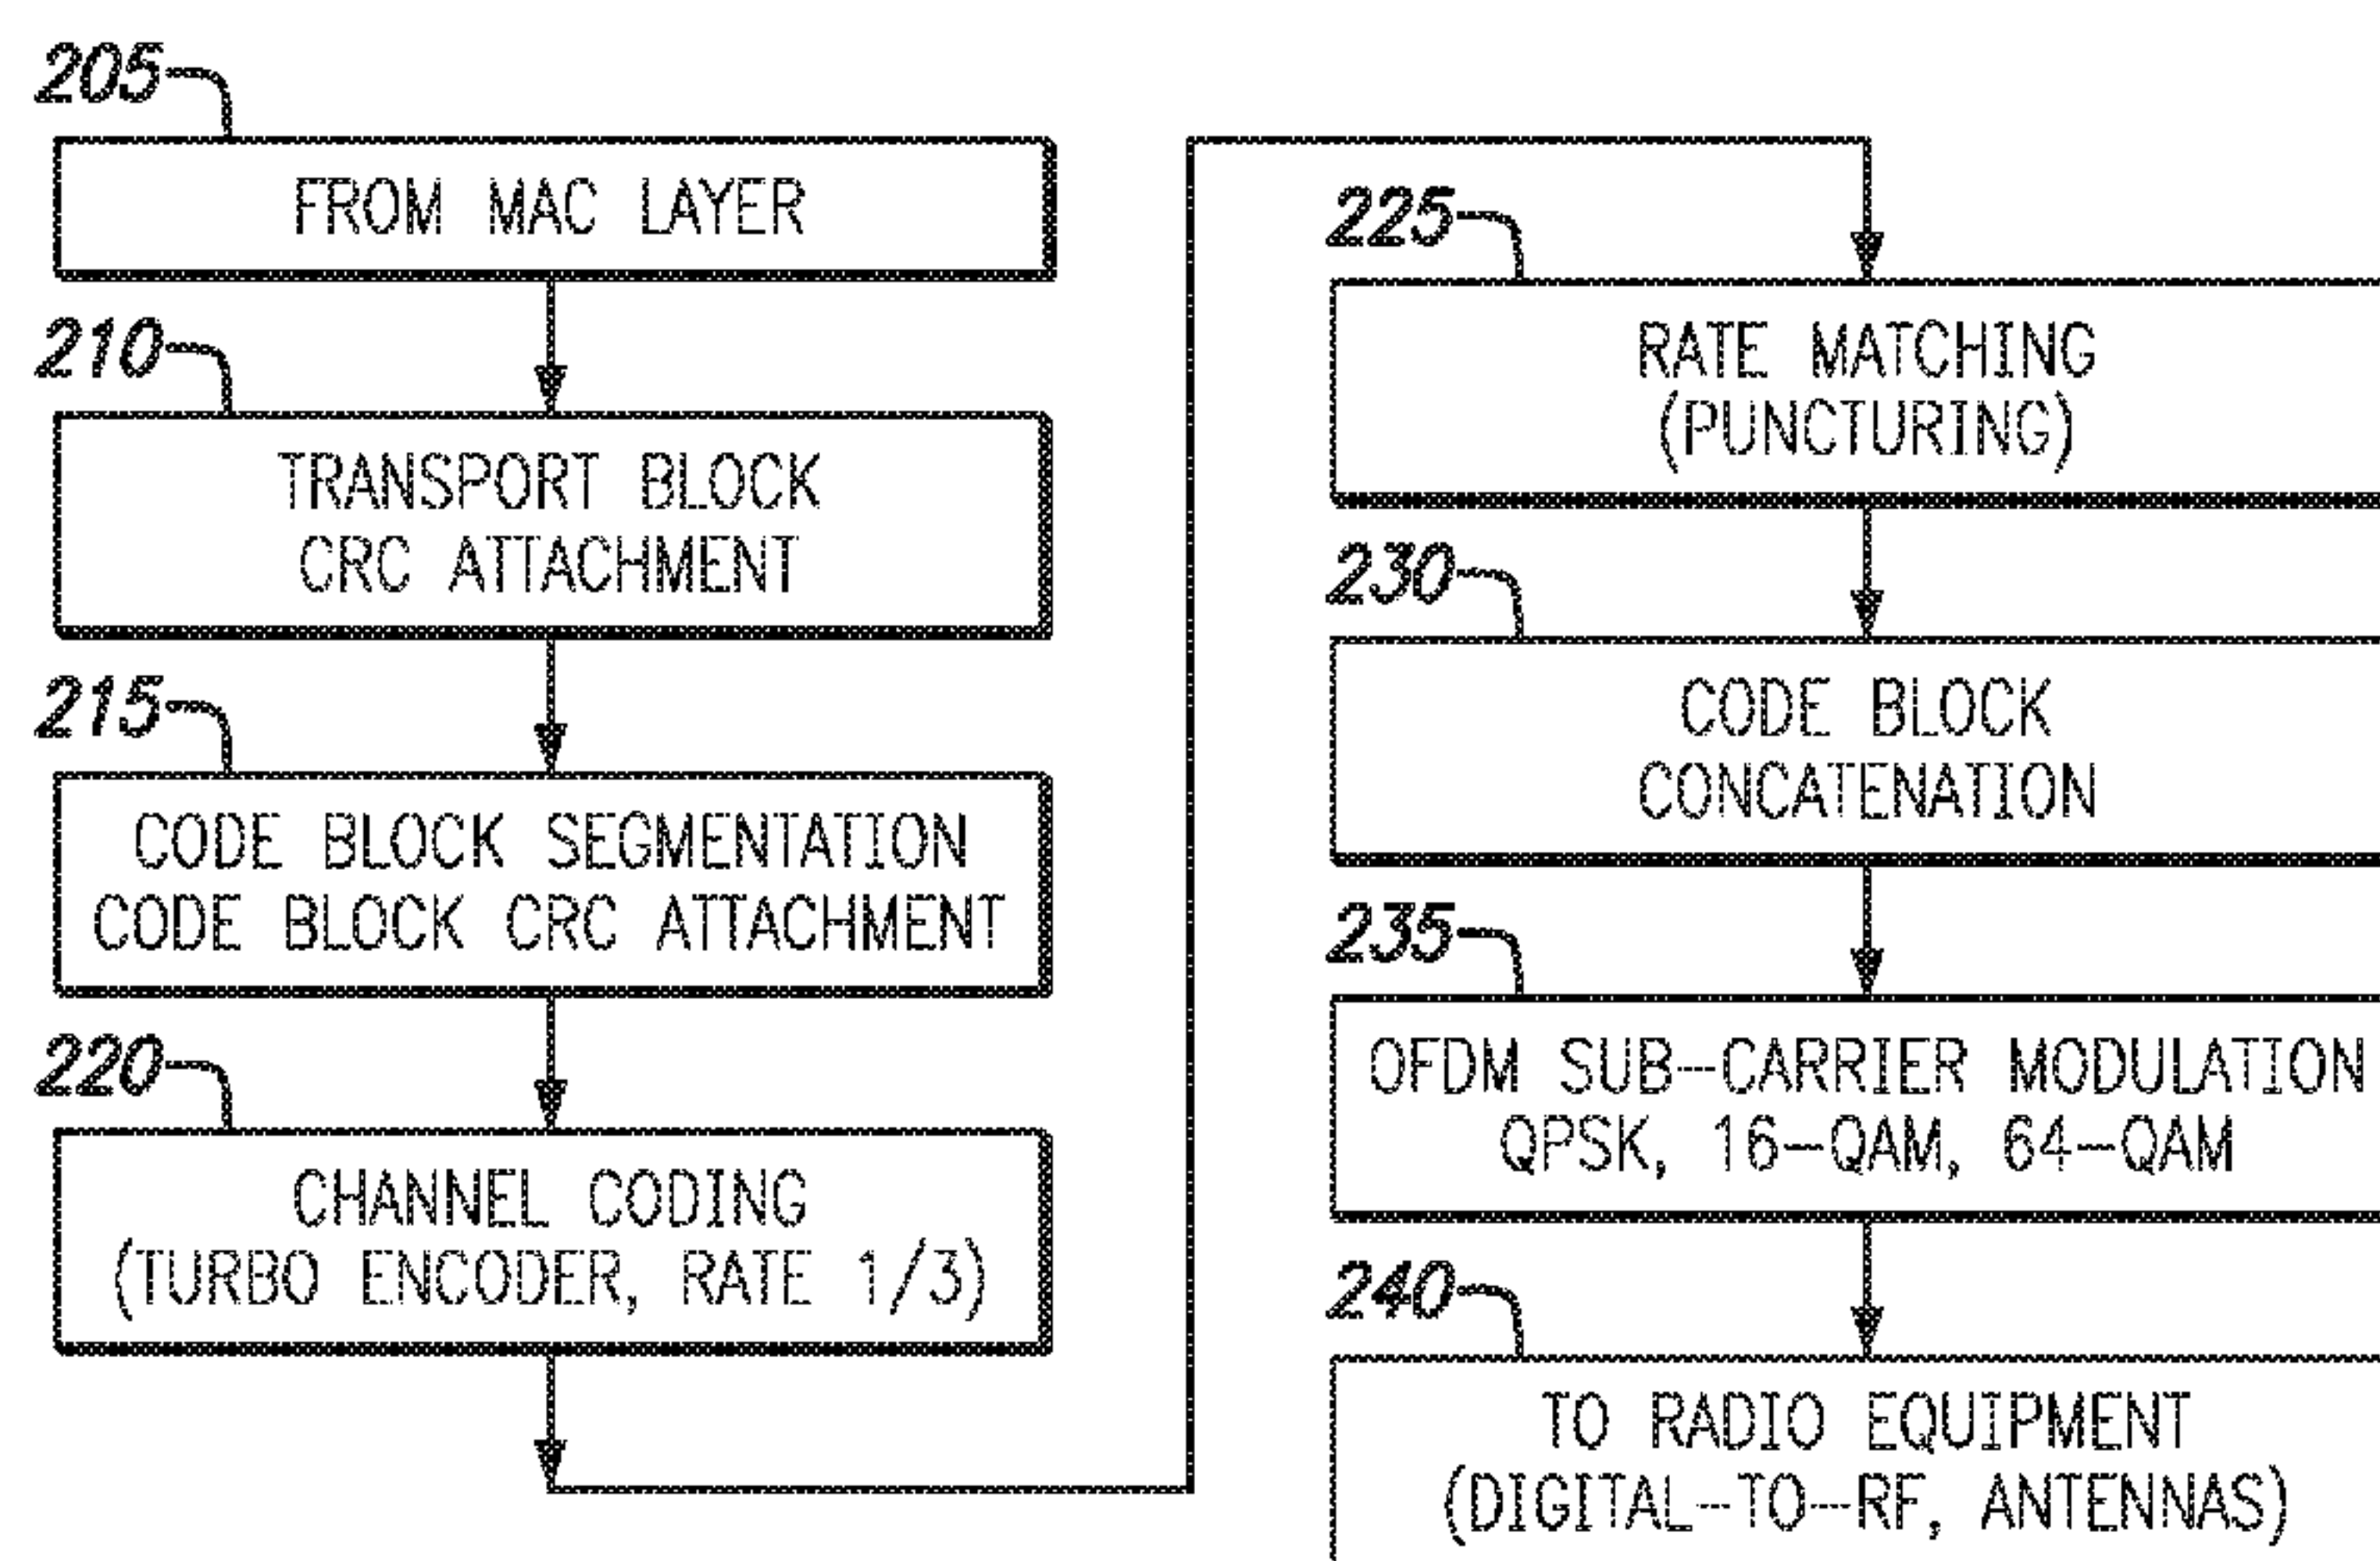 205
FROM MAC LAYER
210
TRANSPORT BLOCK
CRC ATTACHMENT
215
CODE BLOCK SEGMENTATION
CODE BLOCK CRC ATTACHMENT
220
CHANNEL CODING
(TURBO ENCODER, RATE 1/3)
225
RATE MATCHING
(PUNCTURING)
230
CODE BLOCK
CONCATENATION
235
OFDM SUB-CARRIER MODULATION
QPSK, 16-QAM, 64-QAM
240
TO RADIO EQUIPMENT
(DIGITAL-TO-RF, ANTENNAS)